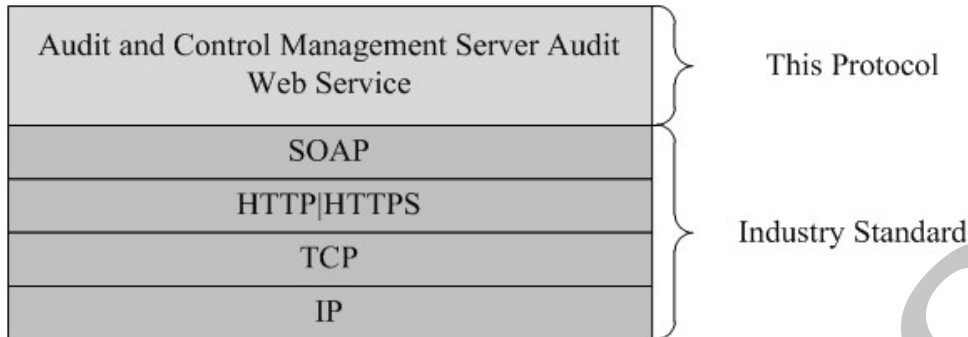 Audit and Control Management Server Audit
Web Service
This Protocol
SOAP
HTTP|HTTPS
TCP
IP
Industry Standard